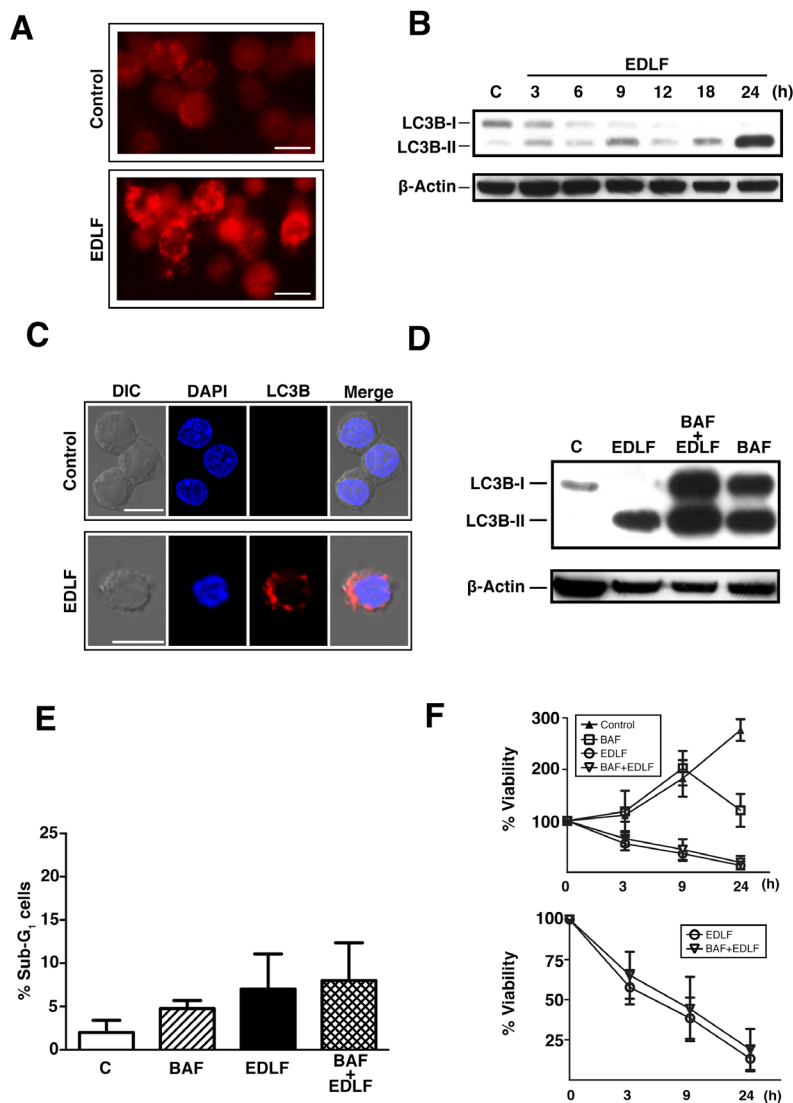 A
Control
EDLF
B
EDLF
C 3 6 9 12 18 24 (h)
LC3B-I
LC3B-II
β-Actin
C
DIC DAPI LC3B Merge
Control
EDLF
D
C EDLF BAF + EDLF BAF
LC3B-I
LC3B-II
β-Actin
E
% Sub-G1 cells
25
20
15
10
5
0
C BAF EDLF BAF + EDLF
F
% Viability
300
200
100
Control
BAF
EDLF
BAF+EDLF
0 3 9 24 (h)
% Viability
100
75
50
25
EDLF
BAF+EDLF
0 3 9 24 (h)